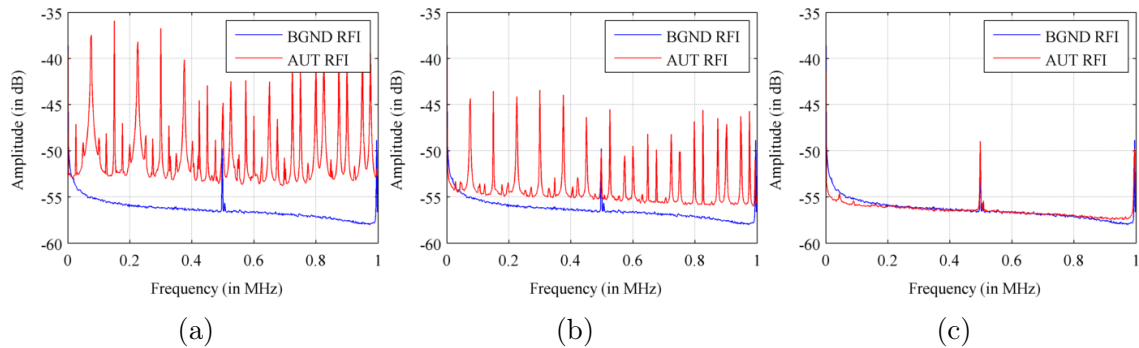 Amplitude (in dB)
-35
-40
-45
-50
-55
-60
BGND RFI
AUT RFI
0
0.2
0.4
0.6
0.8
1
Frequency (in MHz)
(a)
Amplitude (in dB)
-35
-40
-45
-50
-55
-60
BGND RFI
AUT RFI
0
0.2
0.4
0.6
0.8
1
Frequency (in MHz)
(b)
Amplitude (in dB)
-35
-40
-45
-50
-55
-60
BGND RFI
AUT RFI
0
0.2
0.4
0.6
0.8
1
Frequency (in MHz)
(c)